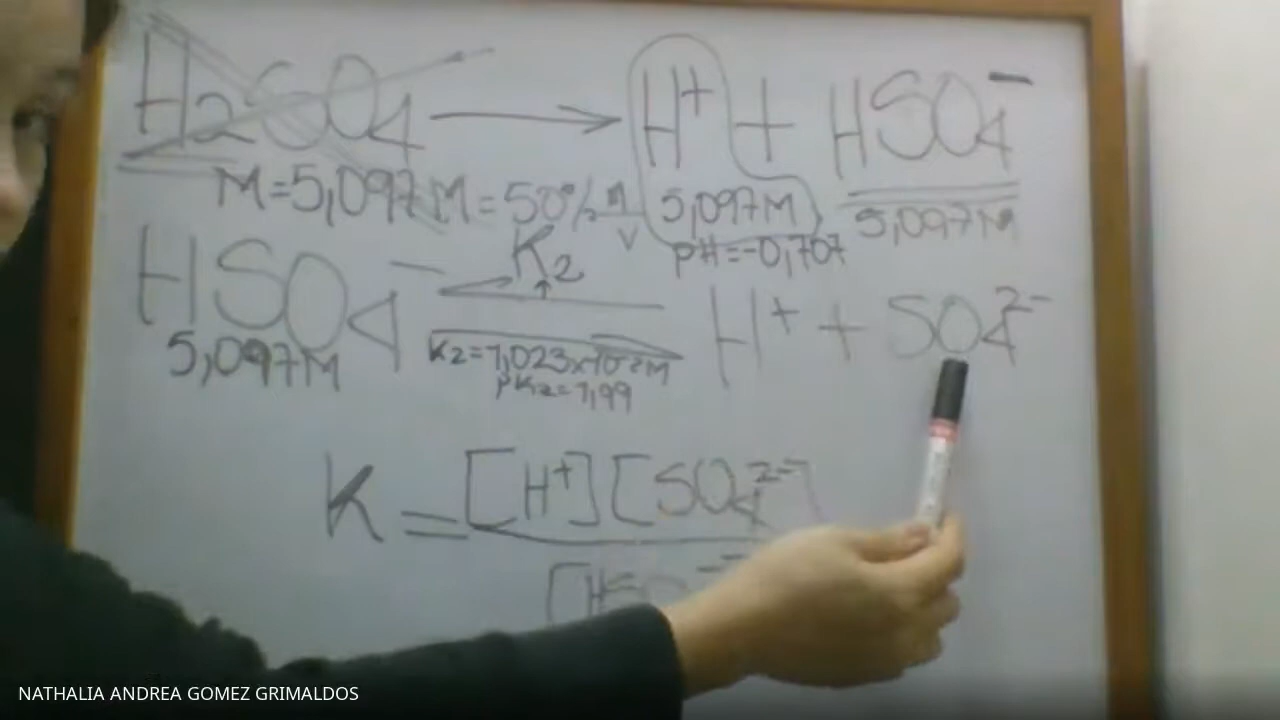 H2SO4 → H+ + HSO4−
M=5,097M=50% n/v 5,097M 5,097M
pH=-0,707
K2
HSO4− ⇌ H+ + SO4 2−
5,097M K2=1,023x10-2M
pK2=1,99
K = [H+][SO4 2−]
NATHALIA ANDREA GOMEZ GRIMALDOS